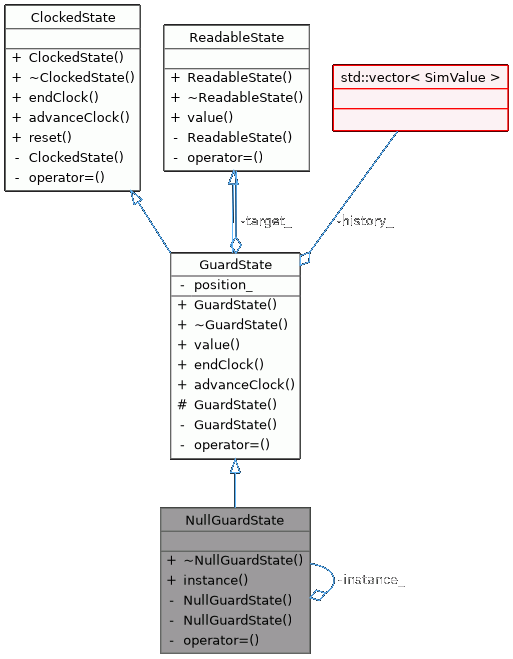 ClockedState
+ ClockedState()
+ ~ClockedState()
+ endClock()
+ advanceClock()
+ reset()
- ClockedState()
- operator=()
ReadableState
+ ReadableState()
+ ~ReadableState()
+ value()
- ReadableState()
- operator=()
std::vector< SimValue >
-target_
-history_
GuardState
- position_
+ GuardState()
+ ~GuardState()
+ value()
+ endClock()
+ advanceClock()
# GuardState()
- GuardState()
- operator=()
NullGuardState
+ ~NullGuardState()
+ instance()
- NullGuardState()
- NullGuardState()
- operator=()
-instance_